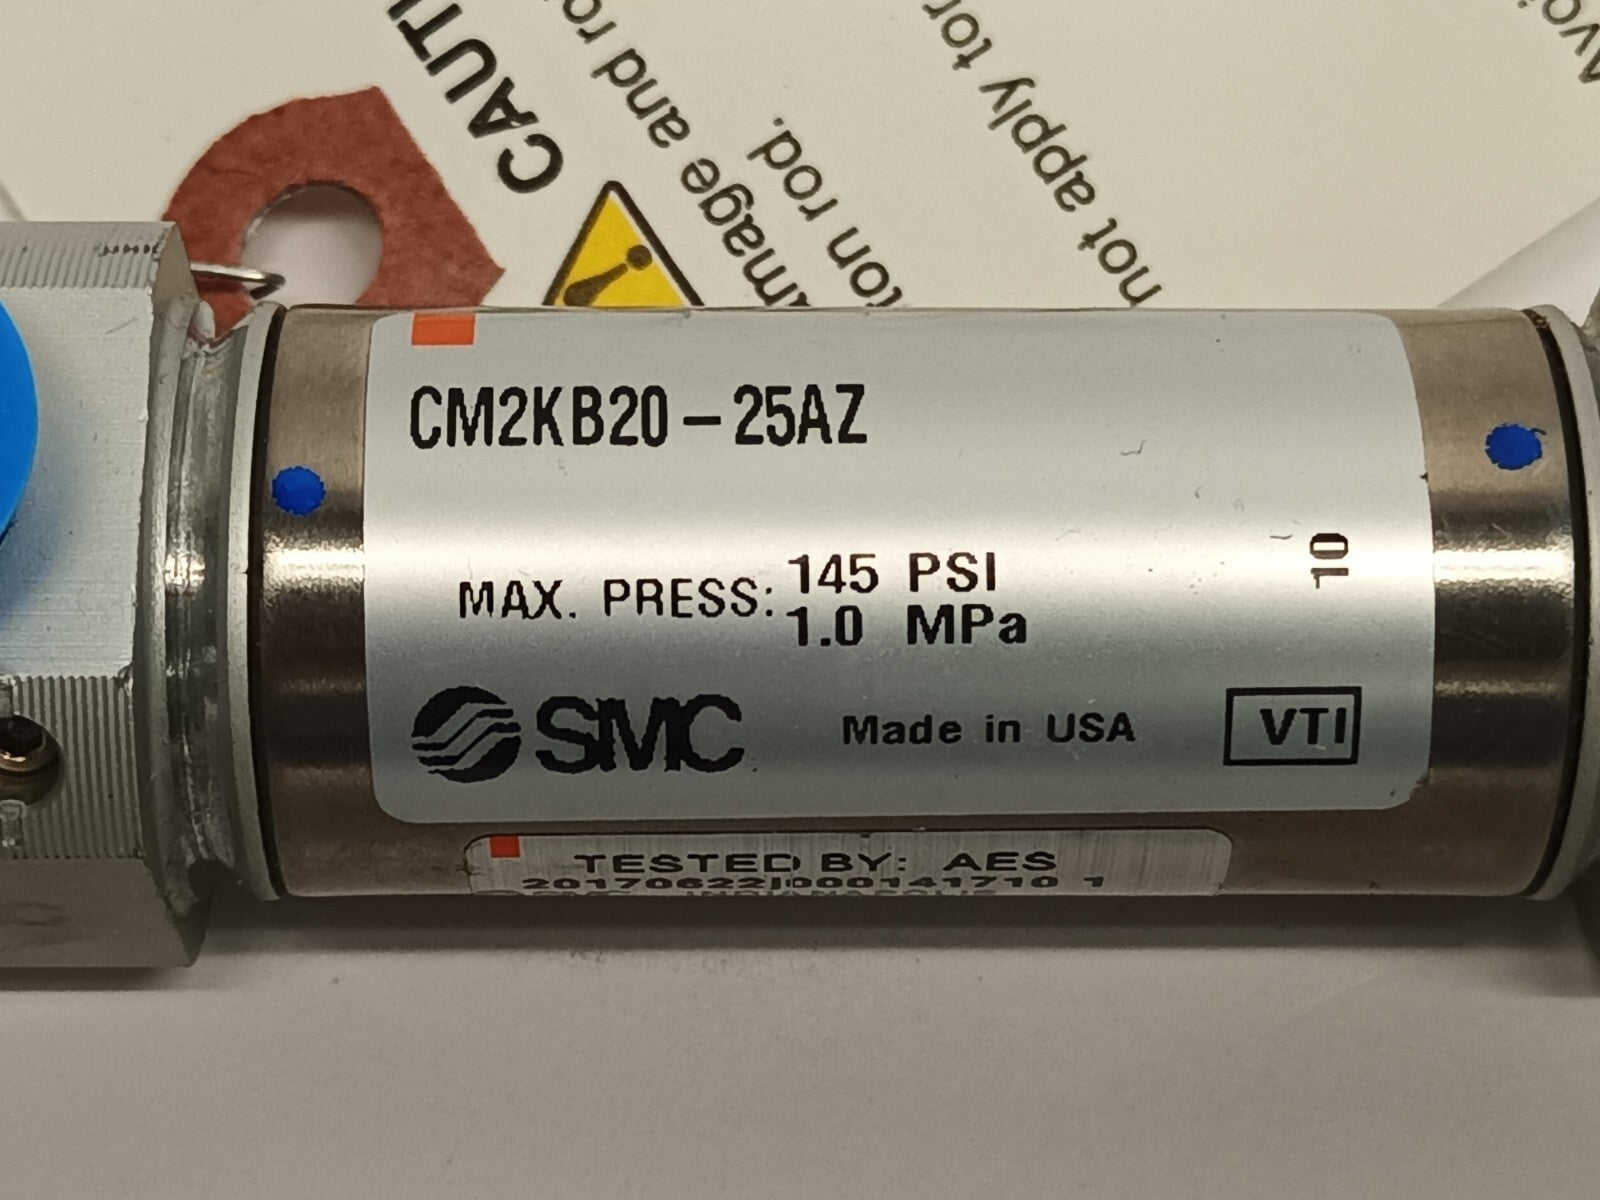 CAUTI
mage and ro
ton rod.
not apply tor
Avoi
CM2KB20-25AZ
MAX. PRESS: 145 PSI
1.0 MPa
10
SMC Made in USA VTI
TESTED BY: AES